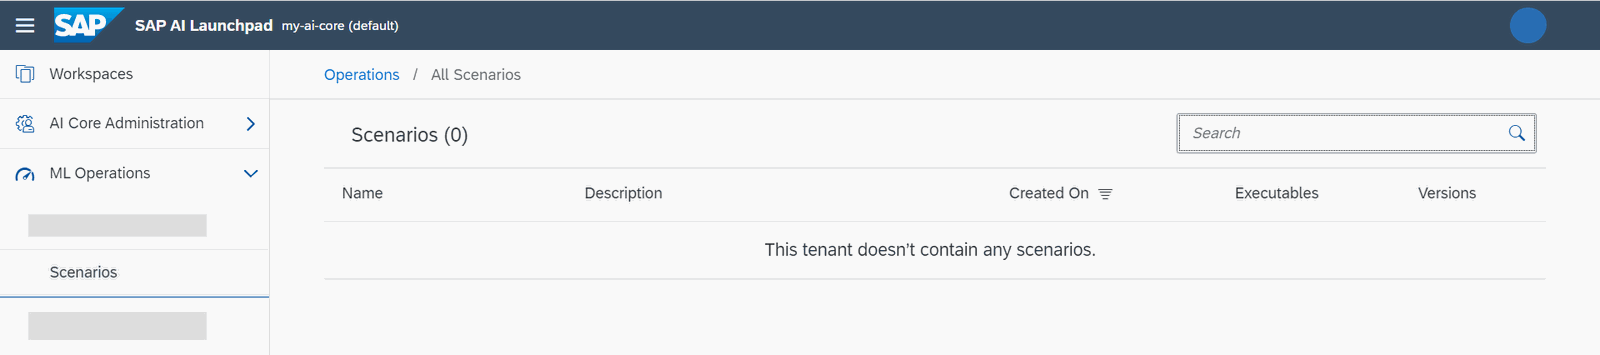 SAP SAP AI Launchpad my-ai-core (default)
Workspaces
AI Core Administration
ML Operations
Scenarios
Operations / All Scenarios
Scenarios (0)
Search
Name Description Created On Executables Versions
This tenant doesn’t contain any scenarios.